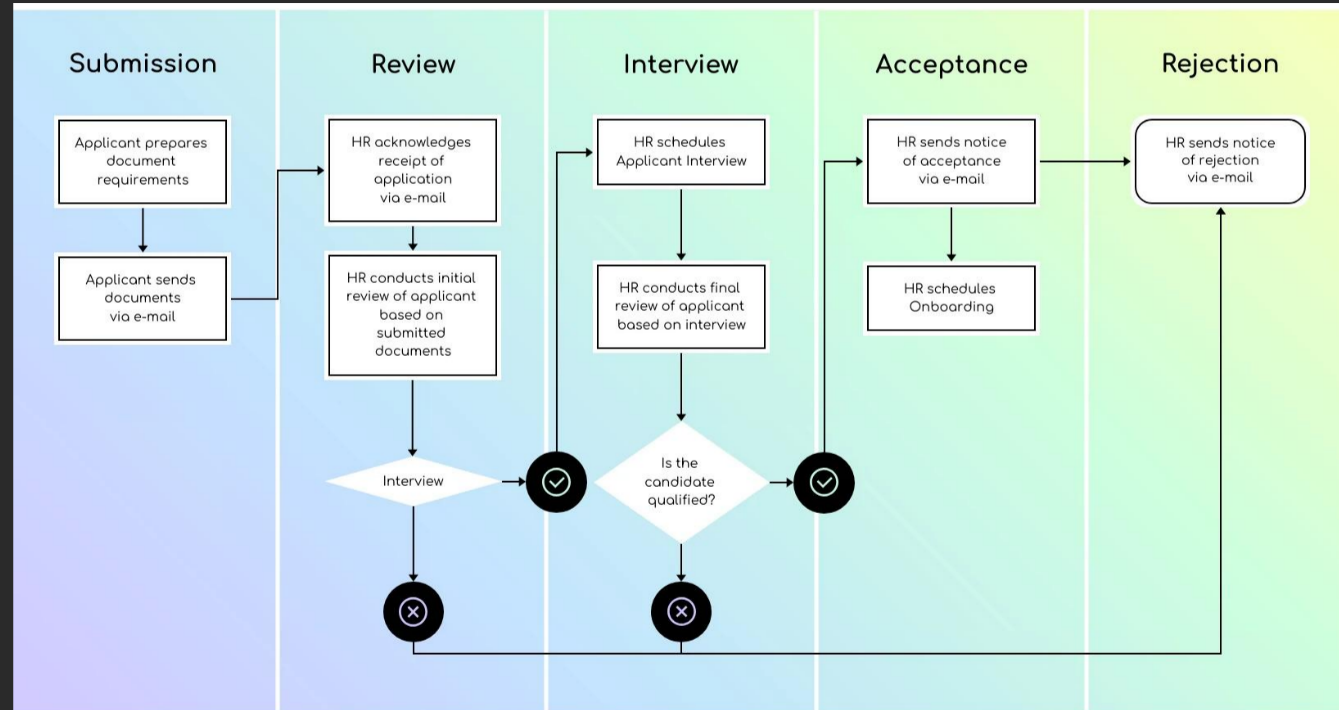 Submission
Applicant prepares
document
requirements
Applicant sends
documents
via e-mail
Review
HR acknowledges
receipt of
application
via e-mail
HR conducts initial
review of applicant
based on
submitted
documents
Interview
Interview
HR schedules
Applicant Interview
HR conducts final
review of applicant
based on interview
Is the
candidate
qualified?
Acceptance
HR sends notice
of acceptance
via e-mail
HR schedules
Onboarding
Rejection
HR sends notice
of rejection
via e-mail